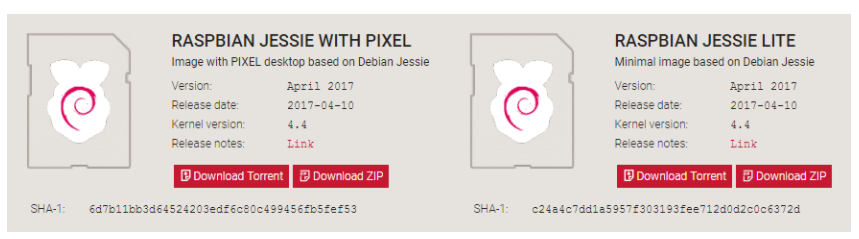 RASPBIAN JESSIE WITH PIXEL
Image with PIXEL desktop based on Debian Jessie
Version: April 2017
Release date: 2017-04-10
Kernel version: 4.4
Release notes: Link
Download Torrent Download ZIP
SHA-1: 6d7b11bb3d64524203edf6c80c499456fb5fef53
RASPBIAN JESSIE LITE
Minimal image based on Debian Jessie
Version: April 2017
Release date: 2017-04-10
Kernel version: 4.4
Release notes: Link
Download Torrent Download ZIP
SHA-1: c24a4c7dd1a5957f303193fee712d0d2c0c6372d